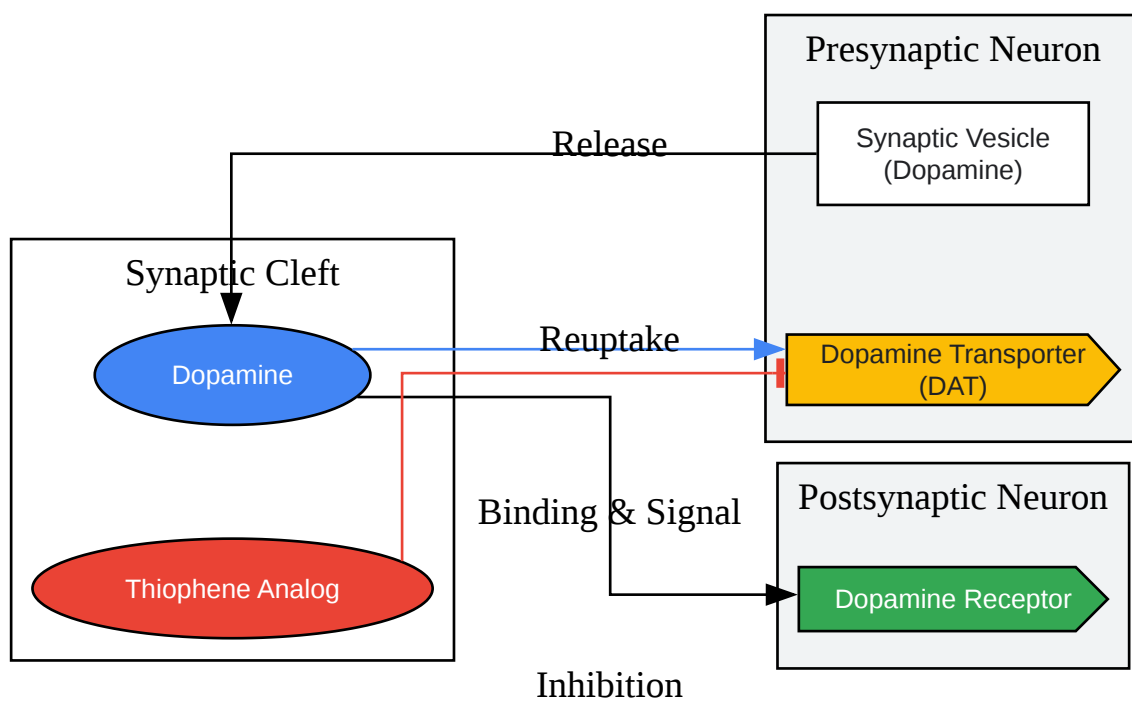 Presynaptic Neuron
Synaptic Vesicle
(Dopamine)
Release
Synaptic Cleft
Reuptake
Dopamine Transporter
(DAT)
Dopamine
Postsynaptic Neuron
Binding & Signal
Thiophene Analog
Dopamine Receptor
Inhibition